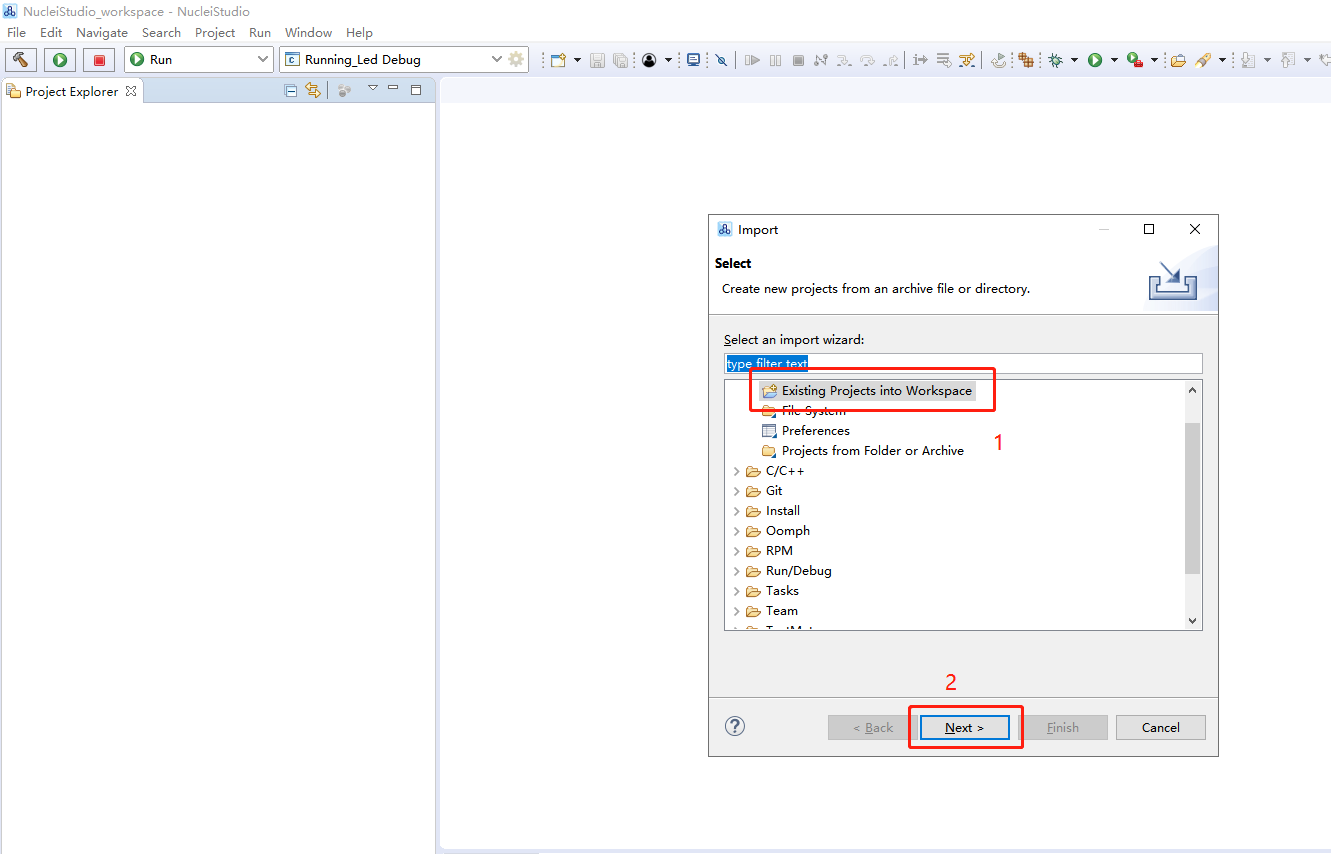 NucleiStudio_workspace - NucleiStudio
File Edit Navigate Search Project Run Window Help
Run
Running_Led Debug
Project Explorer
Import
Select
Create new projects from an archive file or directory.
Select an import wizard:
type filter text
Existing Projects into Workspace
File System
Preferences
1
Projects from Folder or Archive
C/C++
Git
Install
Oomph
RPM
Run/Debug
Tasks
Team
2
< Back
Next >
Finish
Cancel